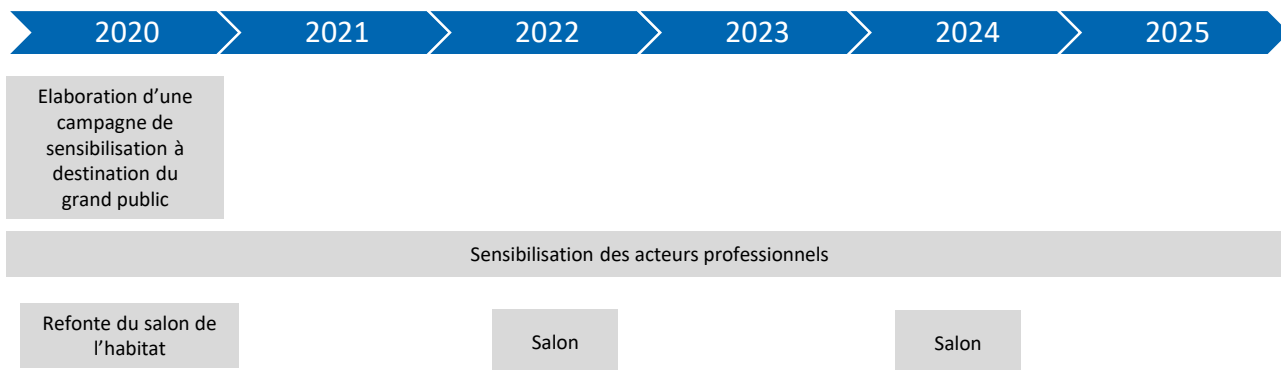 2020 2021 2022 2023 2024 2025
Elaboration d’une
campagne de
sensibilisation à
destination du
grand public
Sensibilisation des acteurs professionnels
Refonte du salon de
l’habitat
Salon
Salon